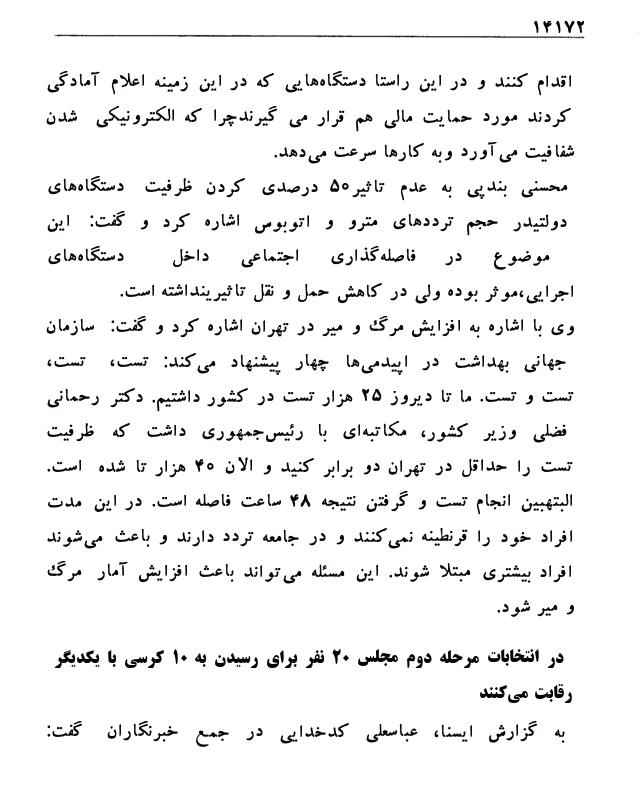 ۱۴۱۷۲
اقدام کنند و در این راستا دستگاه‌هایی که در این زمینه اعلام آمادگی
کردند مورد حمایت مالی هم قرار می گیرندچرا که الکترونیکی شدن
شفافیت می‌آورد وبه کارها سرعت می‌دهد.
محسنی بندپی به عدم تاثیر۵۰ درصدی کردن ظرفیت دستگاه‌های
دولتیدر حجم ترددهای مترو و اتوبوس اشاره کرد و گفت: این
موضوع در فاصله‌گذاری اجتماعی داخل دستگاه‌های
اجرایی،موثر بوده ولی در کاهش حمل و نقل تاثیرینداشته است.
وی با اشاره به افزایش مرگ و میر در تهران اشاره کرد و گفت: سازمان
جهانی بهداشت در اپیدمی‌ها چهار پیشنهاد می‌کند: تست، تست،
تست و تست. ما تا دیروز ۲۵ هزار تست در کشور داشتیم. دکتر رحمانی
فضلی وزیر کشور، مکاتبه‌ای با رئیس‌جمهوری داشت که ظرفیت
تست را حداقل در تهران دو برابر کنید و الان ۴۰ هزار تا شده است.
البتهبین انجام تست و گرفتن نتیجه ۴۸ ساعت فاصله است. در این مدت
افراد خود را قرنطینه نمی‌کنند و در جامعه تردد دارند و باعث می‌شوند
افراد بیشتری مبتلا شوند. این مسئله می‌تواند باعث افزایش آمار مرگ
و میر شود.
در انتخابات مرحله دوم مجلس ۲۰ نفر برای رسیدن به ۱۰ کرسی با یکدیگر
رقابت می‌کنند
به گزارش ایسنا، عباسعلی کدخدایی در جمع خبرنگاران گفت: